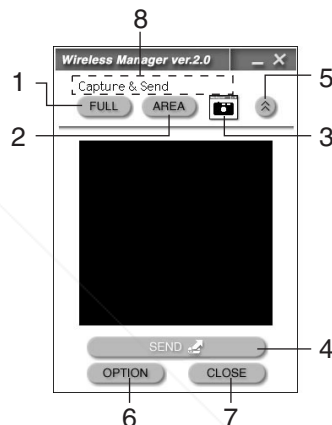 8
Wireless Manager ver.2.0
Capture & Send
1 FULL AREA 5
2 3
SEND 4
OPTION CLOSE
6 7